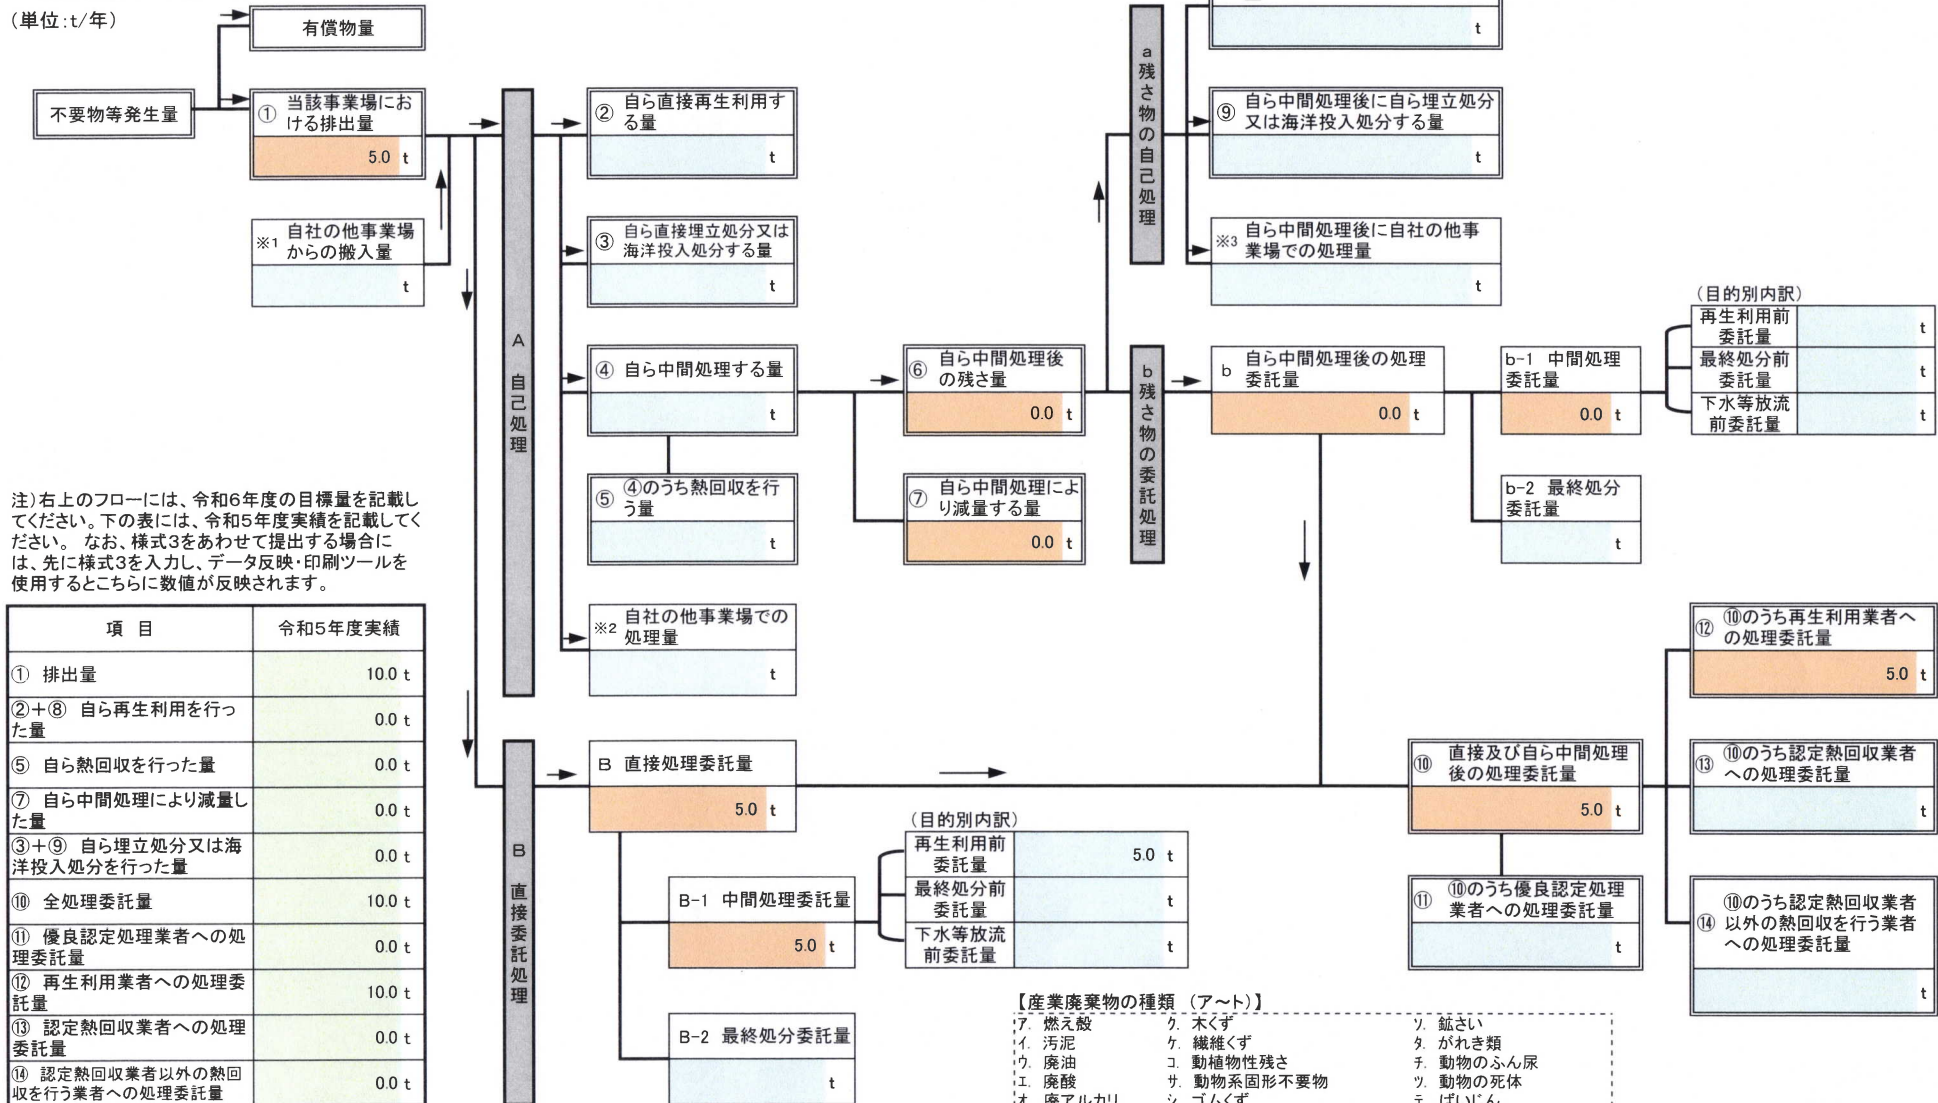 (単位:t/年)
有償物量
不要物等発生量
① 当該事業場にお
ける排出量
5.0 t
※1 自社の他事業場
からの搬入量
t
A 自己処理
② 自ら直接再生利用す
る量
t
③ 自ら直接埋立処分又は
海洋投入処分する量
t
④ 自ら中間処理する量
t
⑤ ④のうち熱回収を行
う量
t
※2 自社の他事業場での
処理量
t
⑥ 自ら中間処理後
の残さ量
0.0 t
⑦ 自ら中間処理によ
り減量する量
0.0 t
a 残さ物の自己処理
t
⑨ 自ら中間処理後に自ら埋立処分
又は海洋投入処分する量
t
※3 自ら中間処理後に自社の他事
業場での処理量
t
b 残さ物の委託処理
b 自ら中間処理後の処理
委託量
0.0 t
b-1 中間処理
委託量
0.0 t
(目的別内訳)
再生利用前
委託量
t
最終処分前
委託量
t
下水等放流
前委託量
t
b-2 最終処分
委託量
t
注)右上のフローには、令和6年度の目標量を記載し
てください。下の表には、令和5年度実績を記載してく
ださい。 なお、様式3をあわせて提出する場合に
は、先に様式3を入力し、データ反映・印刷ツールを
使用するとこちらに数値が反映されます。
項 目 令和5年度実績
① 排出量 10.0 t
②+⑧ 自ら再生利用を行っ
た量 0.0 t
⑤ 自ら熱回収を行った量 0.0 t
⑦ 自ら中間処理により減量し
た量 0.0 t
③+⑨ 自ら埋立処分又は海
洋投入処分を行った量 0.0 t
⑩ 全処理委託量 10.0 t
⑪ 優良認定処理業者への処
理委託量 0.0 t
⑫ 再生利用業者への処理委
託量 10.0 t
⑬ 認定熱回収業者への処理
委託量 0.0 t
⑭ 認定熱回収業者以外の熱回
収を行う業者への処理委託量 0.0 t
B 直接委託処理
B 直接処理委託量
5.0 t
B-1 中間処理委託量
5.0 t
(目的別内訳)
再生利用前
委託量
5.0 t
最終処分前
委託量
t
下水等放流
前委託量
t
B-2 最終処分委託量
t
⑩ 直接及び自ら中間処理
後の処理委託量
5.0 t
⑪ ⑩のうち優良認定処理
業者への処理委託量
t
⑫ ⑩のうち再生利用業者へ
の処理委託量
5.0 t
⑬ ⑩のうち認定熱回収業者
への処理委託量
t
⑭ ⑩のうち認定熱回収業者
以外の熱回収を行う業者
への処理委託量
t
【産業廃棄物の種類 (ア～ト)】
ア. 燃え殻 ク. 木くず ソ. 鉱さい
イ. 汚泥 ケ. 繊維くず タ. がれき類
ウ. 廃油 コ. 動植物性残さ チ. 動物のふん尿
エ. 廃酸 サ. 動物系固形不要物 ツ. 動物の死体
オ. 廃アルカリ シ. ゴムくず テ. ばいじん